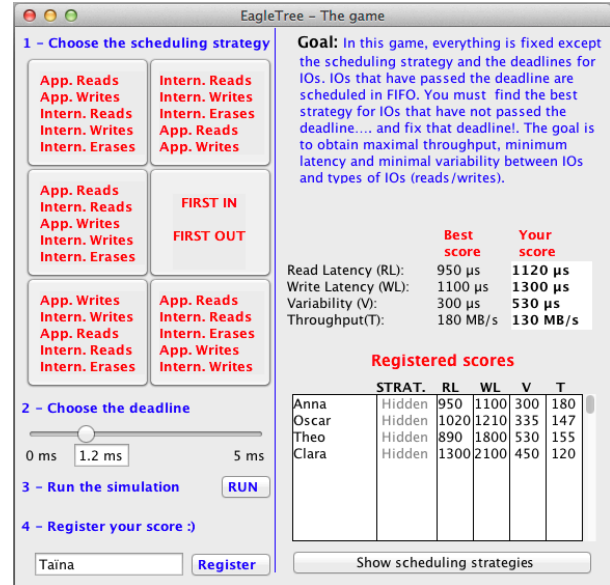 EagleTree – The game
1 – Choose the scheduling strategy
App. Reads
App. Writes
Intern. Reads
Intern. Writes
Intern. Erases
Intern. Reads
Intern. Writes
Intern. Erases
App. Reads
App. Writes
App. Reads
Intern. Reads
App. Writes
Intern. Writes
Intern. Erases
FIRST IN
FIRST OUT
App. Writes
Intern. Writes
App. Reads
Intern. Reads
Intern. Erases
App. Reads
Intern. Reads
Intern. Erases
App. Writes
Intern. Writes
2 – Choose the deadline
0 ms 1.2 ms 5 ms
3 – Run the simulation RUN
4 – Register your score :)
Taïna Register
Goal: In this game, everything is fixed except
the scheduling strategy and the deadlines for
IOs. IOs that have passed the deadline are
scheduled in FIFO. You must find the best
strategy for IOs that have not passed the
deadline.... and fix that deadline!. The goal is
to obtain maximal throughput, minimum
latency and minimal variability between IOs
and types of IOs (reads/writes).
Best Your
score score
Read Latency (RL): 950 µs 1120 µs
Write Latency (WL): 1100 µs 1300 µs
Variability (V): 300 µs 530 µs
Throughput(T): 180 MB/s 130 MB/s
Registered scores
STRAT. RL WL V T
Anna Hidden 950 1100 300 180
Oscar Hidden 1020 1210 335 147
Theo Hidden 890 1800 530 155
Clara Hidden 1300 2100 450 120
Show scheduling strategies